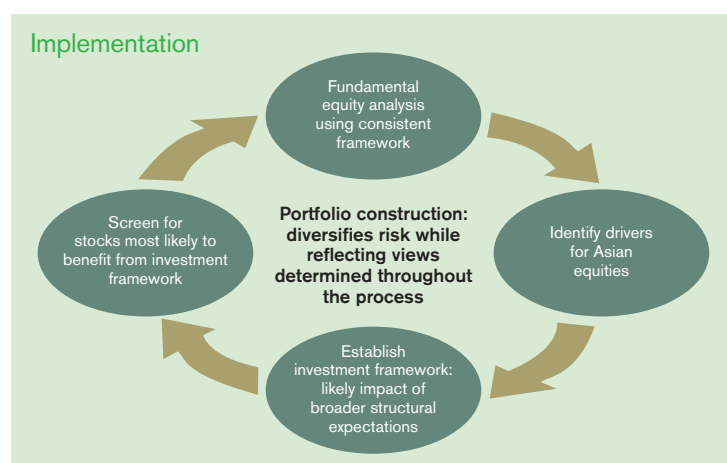 Implementation
Fundamental
equity analysis
using consistent
framework
Screen for
stocks most likely to
benefit from investment
framework
Portfolio construction:
diversifies risk while
reflecting views
determined throughout
the process
Identify drivers
for Asian
equities
Establish
investment framework:
likely impact of
broader structural
expectations